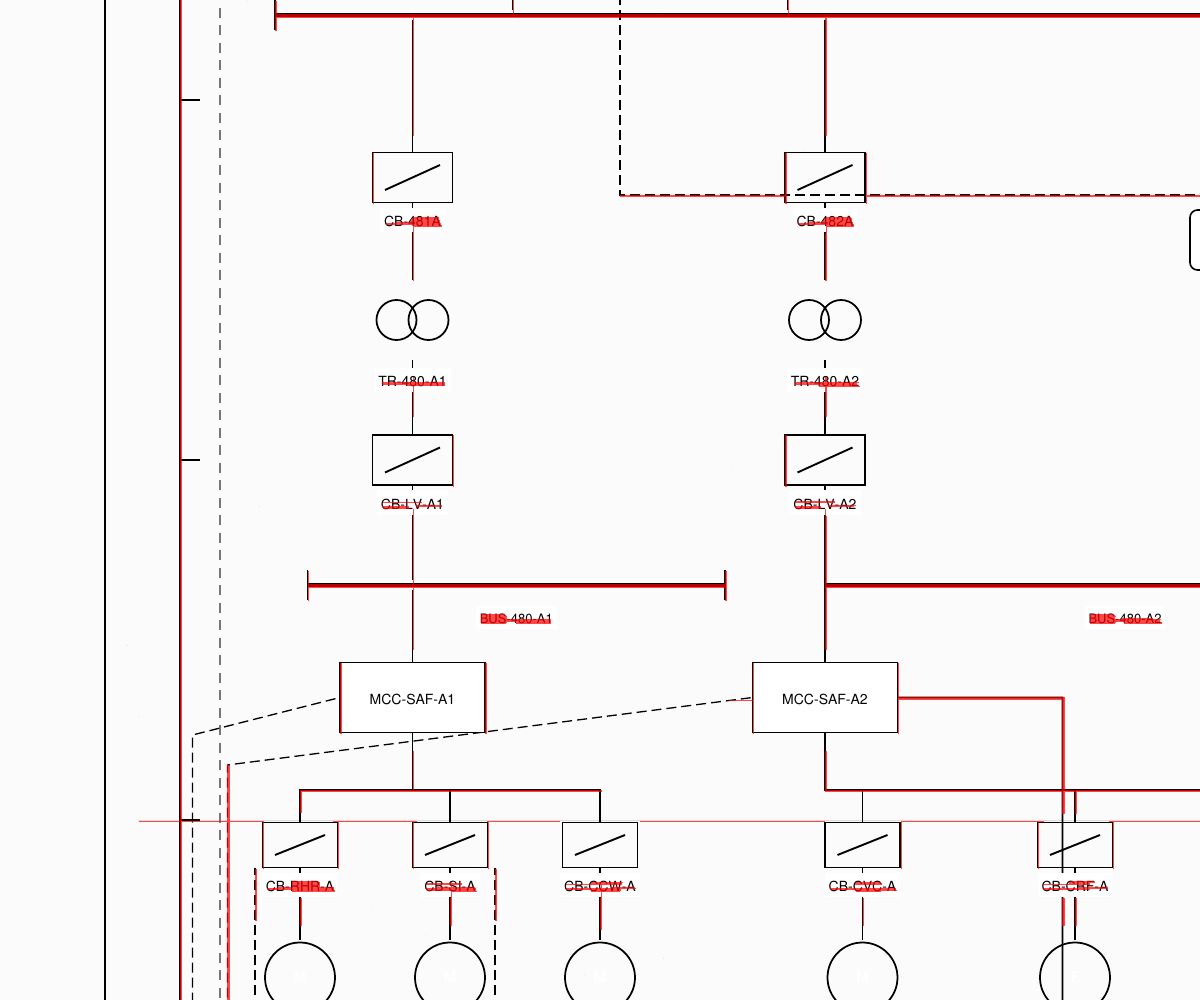 CB-481A
CB-482A
TR-480-A1
TR-480-A2
CB-LV-A1
CB-LV-A2
BUS-480-A1
BUS-480-A2
MCC-SAF-A1
MCC-SAF-A2
CB-RHR-A
CB-SI-A
CB-CCW-A
CB-CVC-A
CB-CRF-A